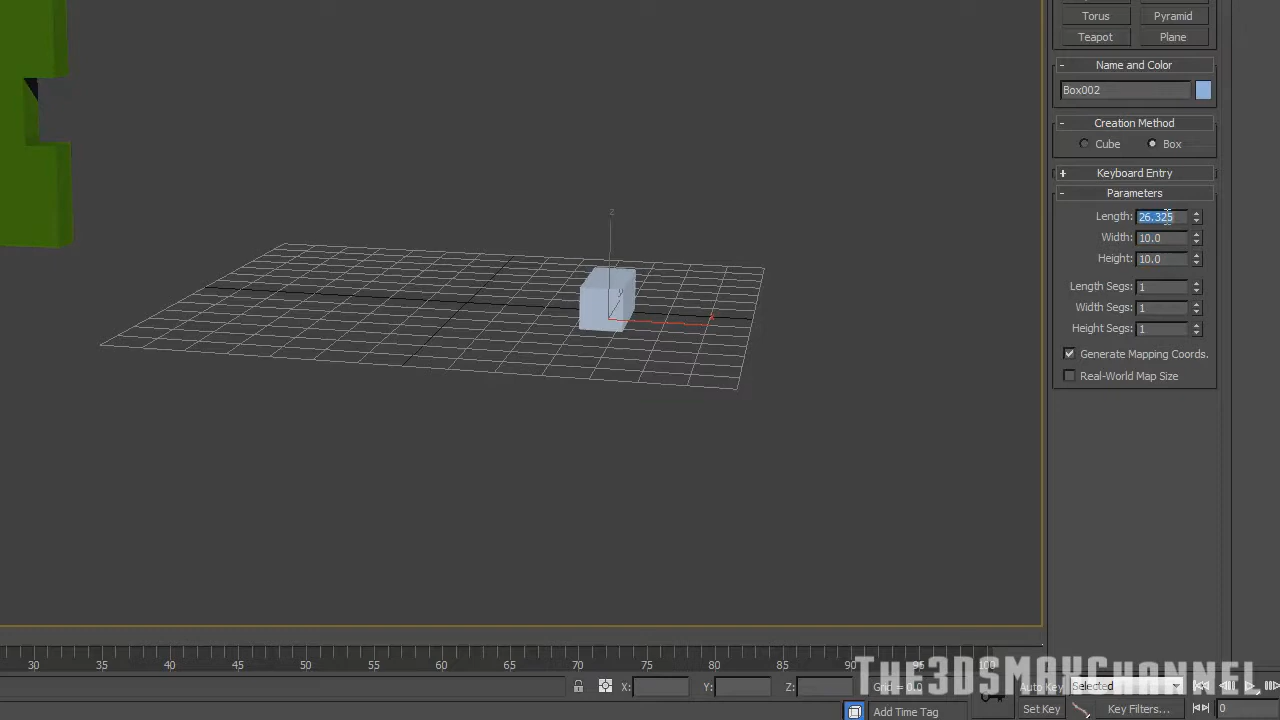 Torus Pyramid
Teapot Plane
- Name and Color
Box002
- Creation Method
Cube Box
+ Keyboard Entry
- Parameters
Length: 26.325
Width: 10.0
Height: 10.0
Length Segs: 1
Width Segs: 1
Height Segs: 1
Generate Mapping Coords.
Real-World Map Size
z
y
x
30 35 40 45 50 55 60 65 70 75 80 85 90 100
X: Y: Z: Grid = 0.0 Auto Key Selected
The3DSMAXChannel
Add Time Tag Set Key Key Filters... 0